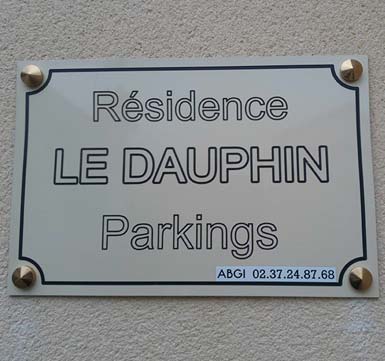 Résidence
LE DAUPHIN
Parkings
ABGI 02.37.24.87.68